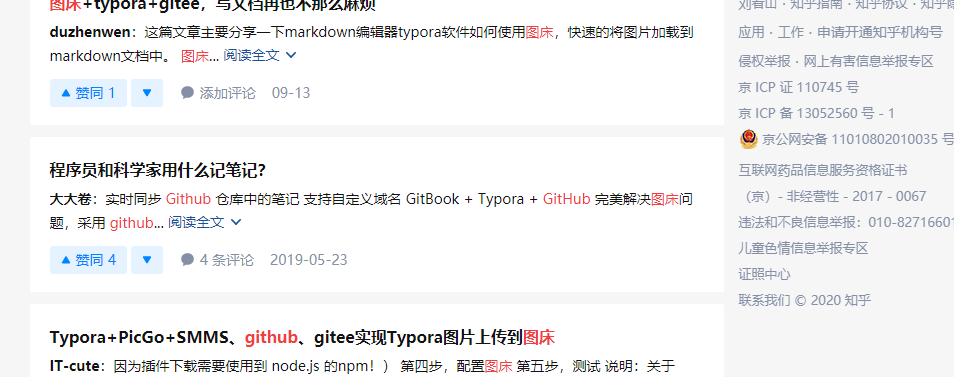 图床+typora+gitee，写文档再也不那么麻烦
duzhenwen：这篇文章主要分享一下markdown编辑器typora软件如何使用图床，快速的将图片加载到
markdown文档中。 图床... 阅读全文
赞同 1 添加评论 09-13
程序员和科学家用什么记笔记?
大大卷：实时同步 Github 仓库中的笔记 支持自定义域名 GitBook + Typora + GitHub 完美解决图床问
题，采用 github... 阅读全文
赞同 4 4 条评论 2019-05-23
Typora+PicGo+SMMS、github、gitee实现Typora图片上传到图床
IT-cute：因为插件下载需要使用到 node.js 的npm！） 第四步，配置图床 第五步，测试 说明：关于
刘看山 · 知乎指南 · 知乎协议 · 知乎隐
应用 · 工作 · 申请开通知乎机构号
侵权举报 · 网上有害信息举报专区
京 ICP 证 110745 号
京 ICP 备 13052560 号 - 1
京公网安备 11010802010035 号
互联网药品信息服务资格证书
（京）- 非经营性 - 2017 - 0067
违法和不良信息举报：010-82716601
儿童色情信息举报专区
证照中心
联系我们 © 2020 知乎